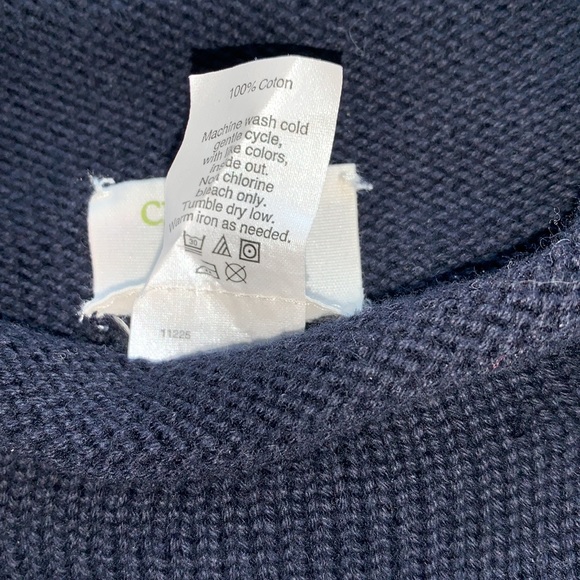 100% Coton
Machine wash cold
gentle cycle,
with like colors,
inside out.
Non chlorine
bleach only.
Tumble dry low.
Warm iron as needed.
30
11225